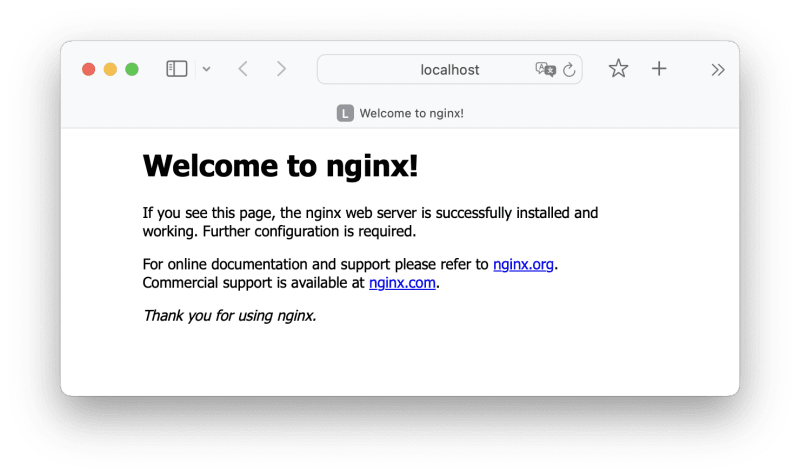 localhost
L Welcome to nginx!
Welcome to nginx!
If you see this page, the nginx web server is successfully installed and
working. Further configuration is required.
For online documentation and support please refer to nginx.org.
Commercial support is available at nginx.com.
Thank you for using nginx.